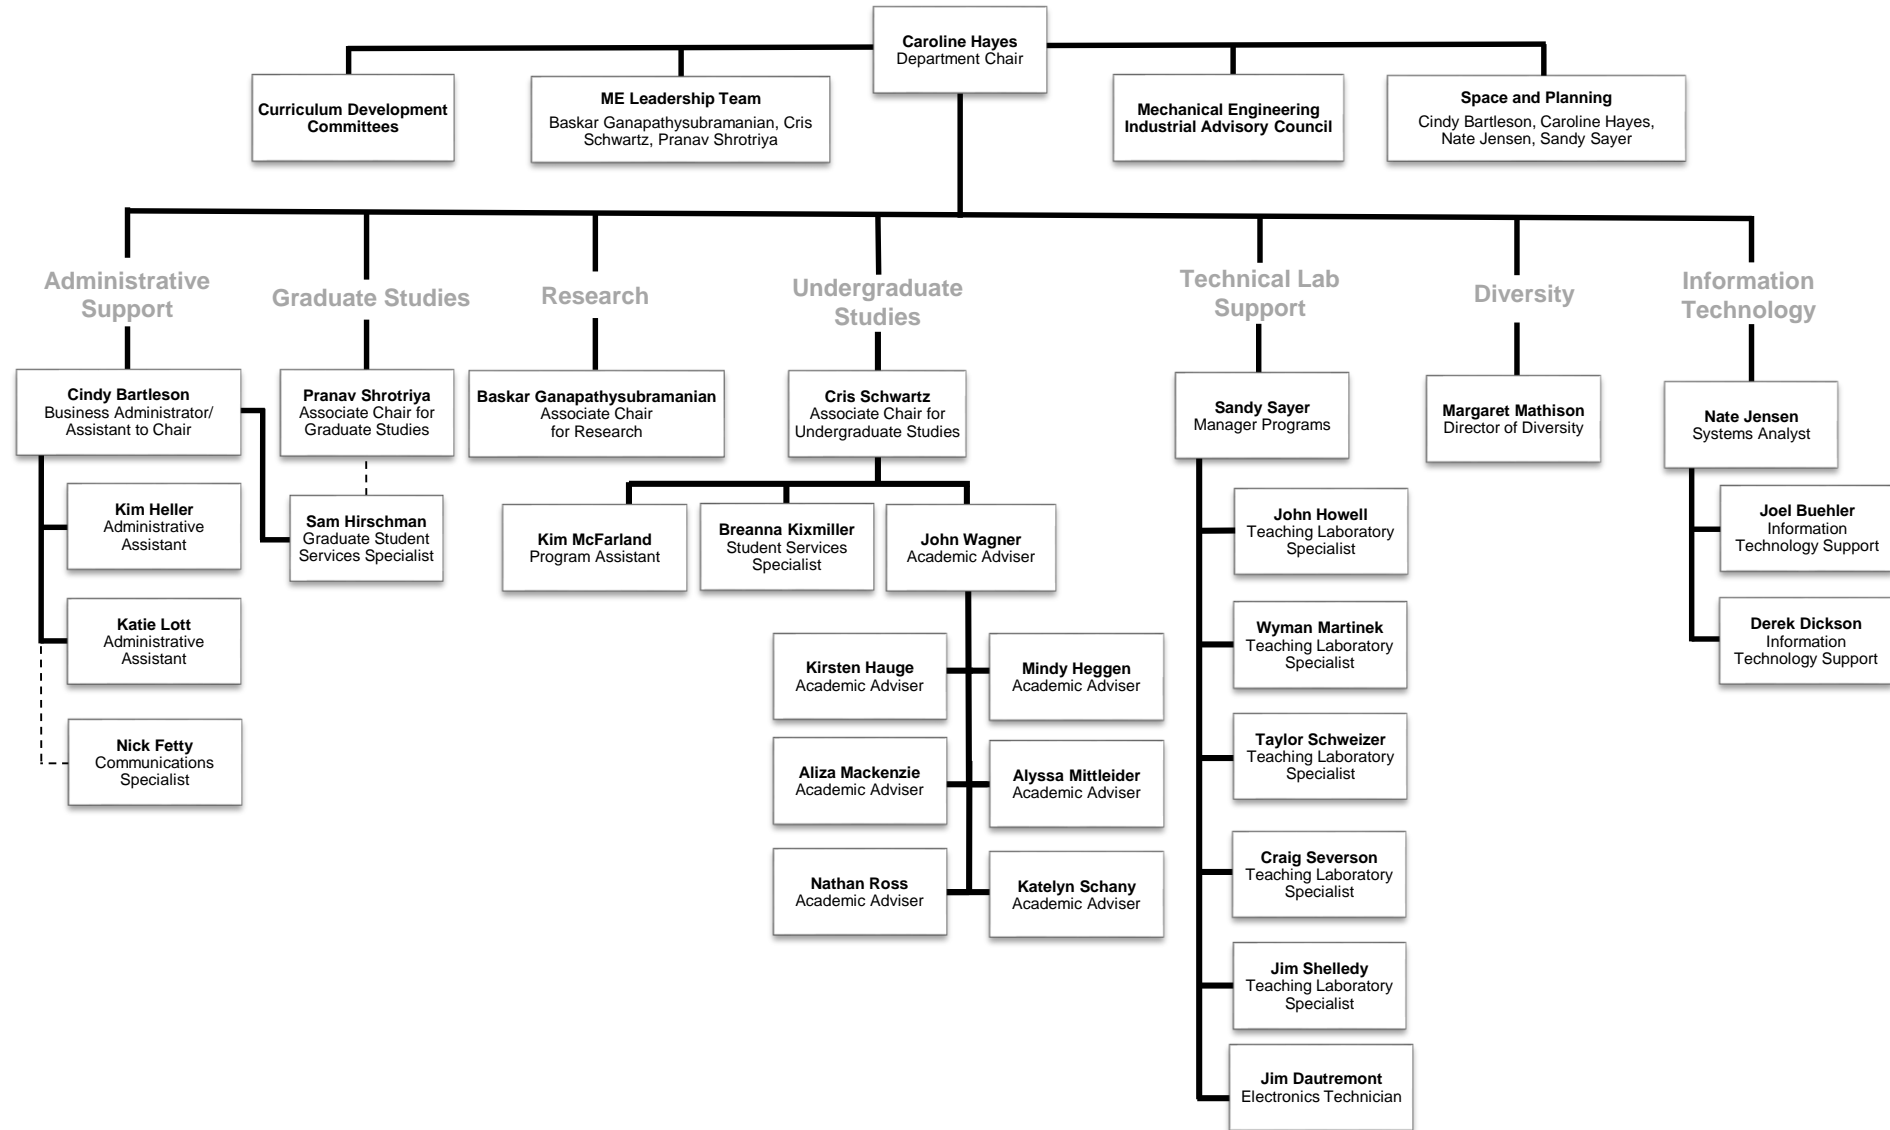 Caroline Hayes
Department Chair
Curriculum Development
Committees
ME Leadership Team
Baskar Ganapathysubramanian, Cris
Schwartz, Pranav Shrotriya
Mechanical Engineering
Industrial Advisory Council
Space and Planning
Cindy Bartleson, Caroline Hayes,
Nate Jensen, Sandy Sayer
Administrative
Support
Graduate Studies
Research
Undergraduate
Studies
Technical Lab
Support
Diversity
Information
Technology
Cindy Bartleson
Business Administrator/
Assistant to Chair
Pranav Shrotriya
Associate Chair for
Graduate Studies
Baskar Ganapathysubramanian
Associate Chair
for Research
Cris Schwartz
Associate Chair for
Undergraduate Studies
Sandy Sayer
Manager Programs
Margaret Mathison
Director of Diversity
Nate Jensen
Systems Analyst
Kim Heller
Administrative
Assistant
Sam Hirschman
Graduate Student
Services Specialist
Kim McFarland
Program Assistant
Breanna Kixmiller
Student Services
Specialist
John Wagner
Academic Adviser
John Howell
Teaching Laboratory
Specialist
Joel Buehler
Information
Technology Support
Katie Lott
Administrative
Assistant
Kirsten Hauge
Academic Adviser
Mindy Heggen
Academic Adviser
Wyman Martinek
Teaching Laboratory
Specialist
Derek Dickson
Information
Technology Support
Nick Fetty
Communications
Specialist
Aliza Mackenzie
Academic Adviser
Alyssa Mittleider
Academic Adviser
Taylor Schweizer
Teaching Laboratory
Specialist
Nathan Ross
Academic Adviser
Katelyn Schany
Academic Adviser
Craig Severson
Teaching Laboratory
Specialist
Jim Shelledy
Teaching Laboratory
Specialist
Jim Dautremont
Electronics Technician